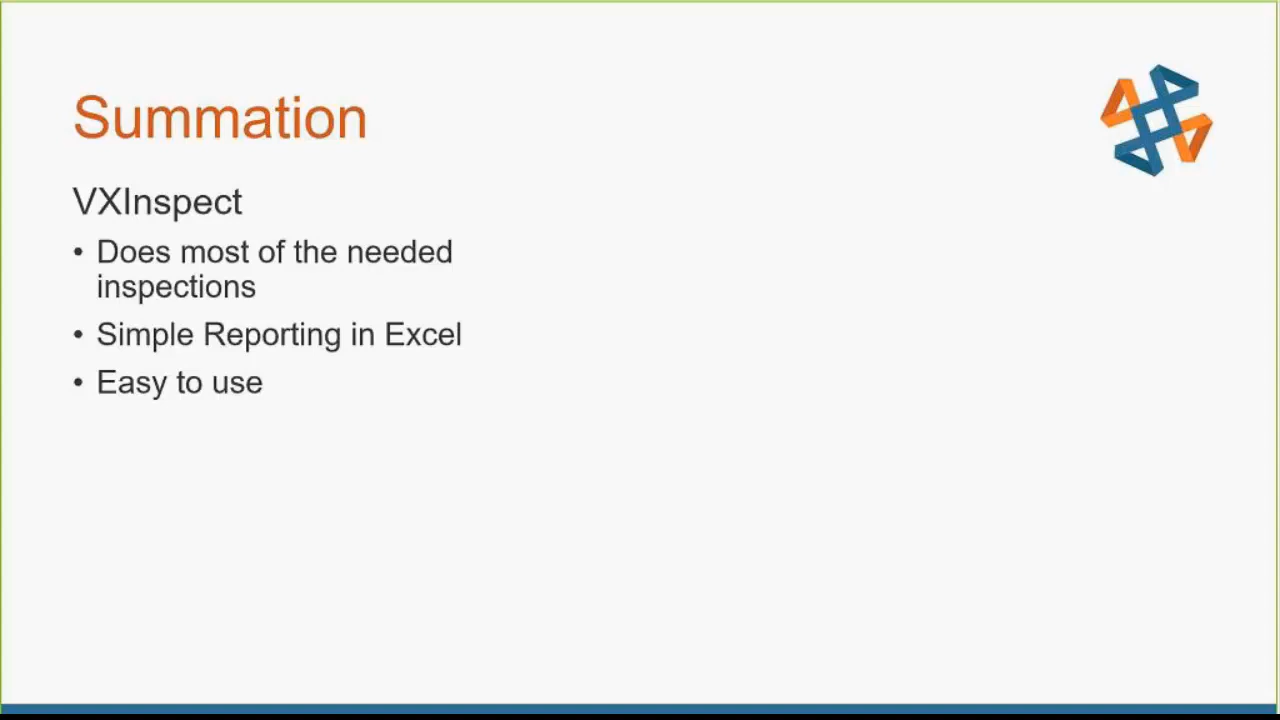 Summation
VXInspect
• Does most of the needed
inspections
• Simple Reporting in Excel
• Easy to use